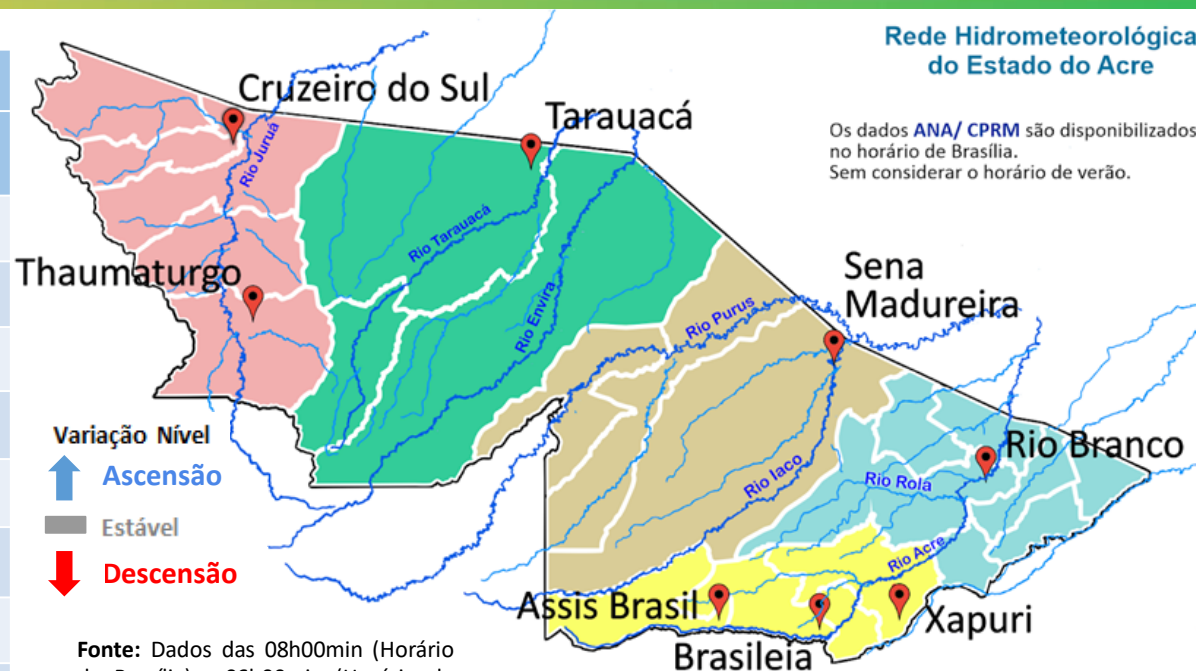 Rede Hidrometeorológica
do Estado do Acre
Os dados ANA/ CPRM são disponibilizados
no horário de Brasília.
Sem considerar o horário de verão.
Cruzeiro do Sul
Tarauacá
Rio Juruá
Rio Tarauacá
Thaumaturgo
Rio Envira
Sena
Madureira
Rio Purus
Variação Nível
Ascensão
Estável
Descensão
Rio Branco
Rio Iaco
Rio Rola
Rio Acre
Assis Brasil
Xapuri
Brasileia
Fonte: Dados das 08h00min (Horário